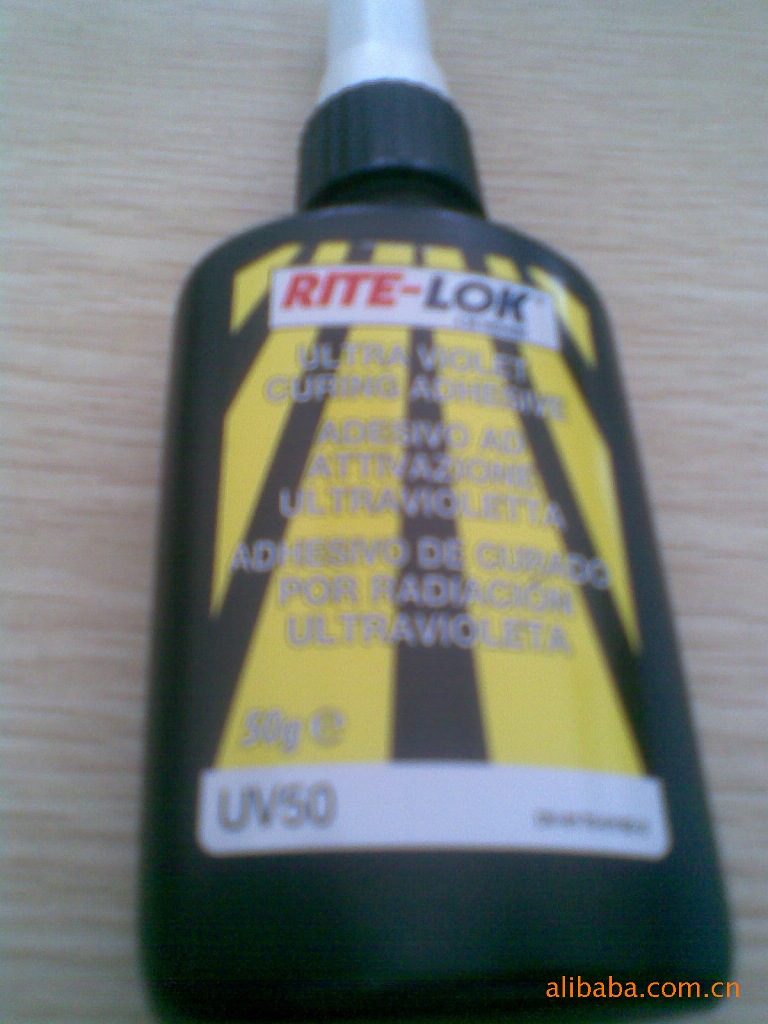 RITE-LOK
ULTRA VIOLET
CURING ADHESIVE
ADESIVO AD
ATTIVAZIONE
ULTRAVIOLETTA
ADHESIVO DE CURADO
POR RADIACIÓN
ULTRAVIOLETA
50g e
UV50
alibaba.com.cn